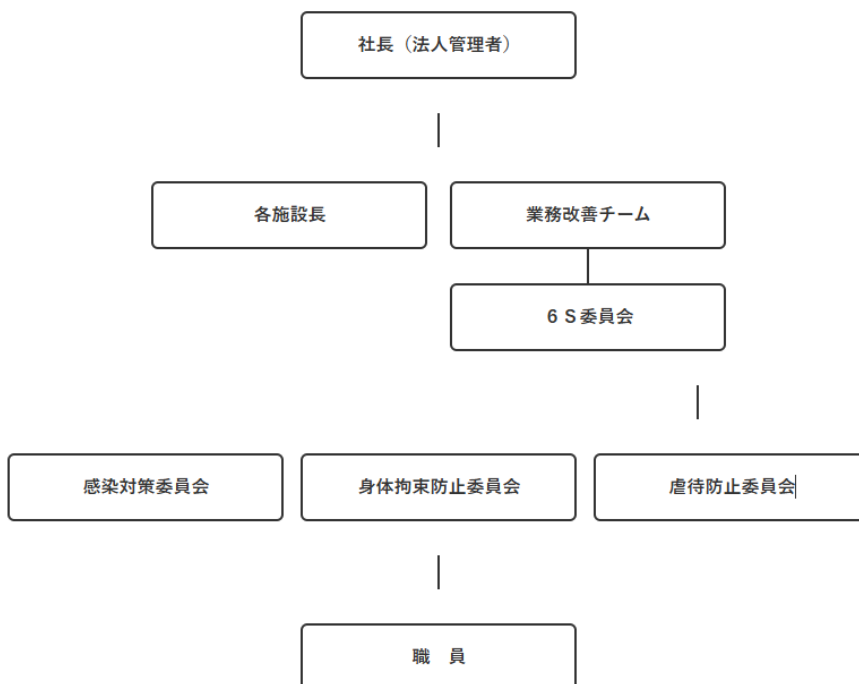 社長（法人管理者）
各施設長
業務改善チーム
６Ｓ委員会
感染対策委員会
身体拘束防止委員会
虐待防止委員会
職　員